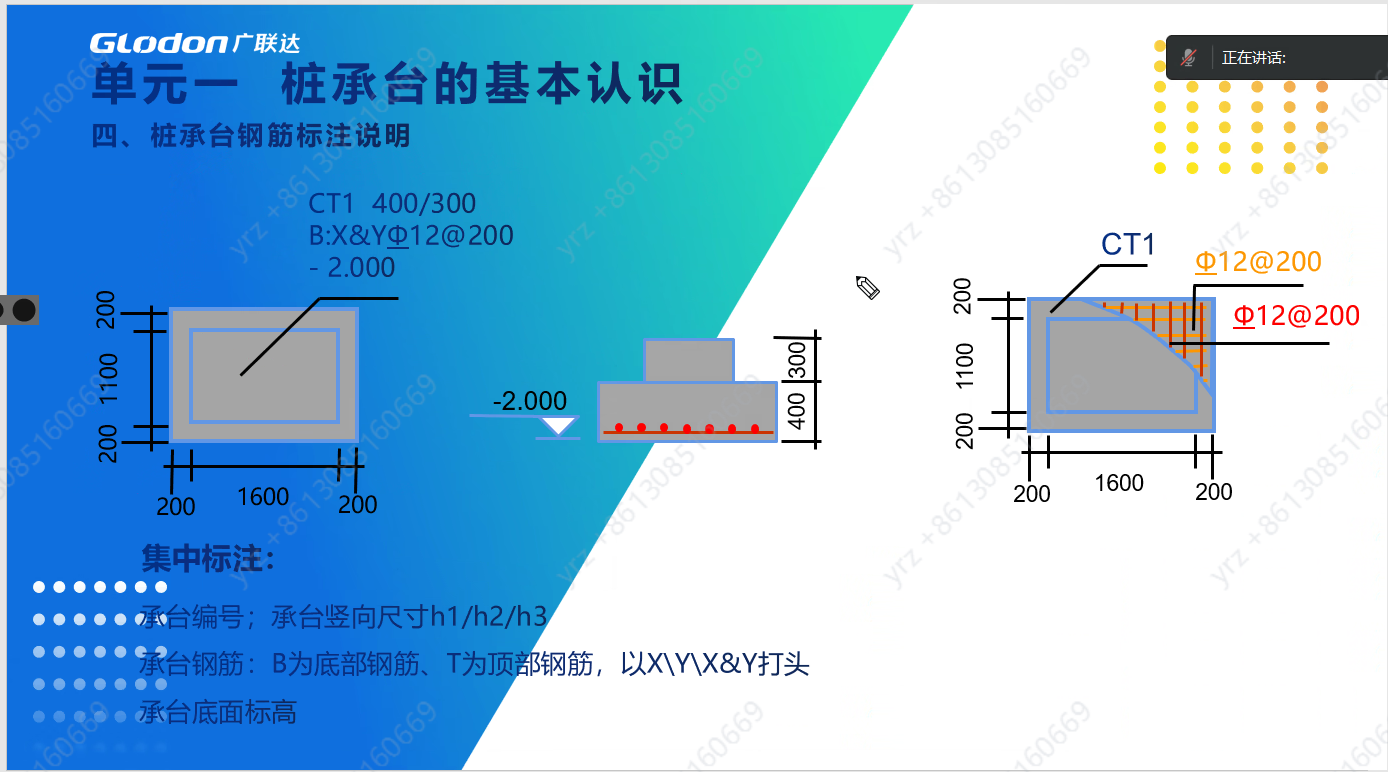 GLodon广联达
单元一 桩承台的基本认识
四、桩承台钢筋标注说明
正在讲话:
CT1 400/300
B:X&YΦ12@200
- 2.000
200
1100
200
200
1600
200
-2.000
300
400
CT1
Φ12@200
Φ12@200
200
1100
200
200
1600
200
集中标注：
承台编号；承台竖向尺寸h1/h2/h3
承台钢筋：B为底部钢筋、T为顶部钢筋，以X\Y\X&Y打头
承台底面标高
yrz +8613085160669